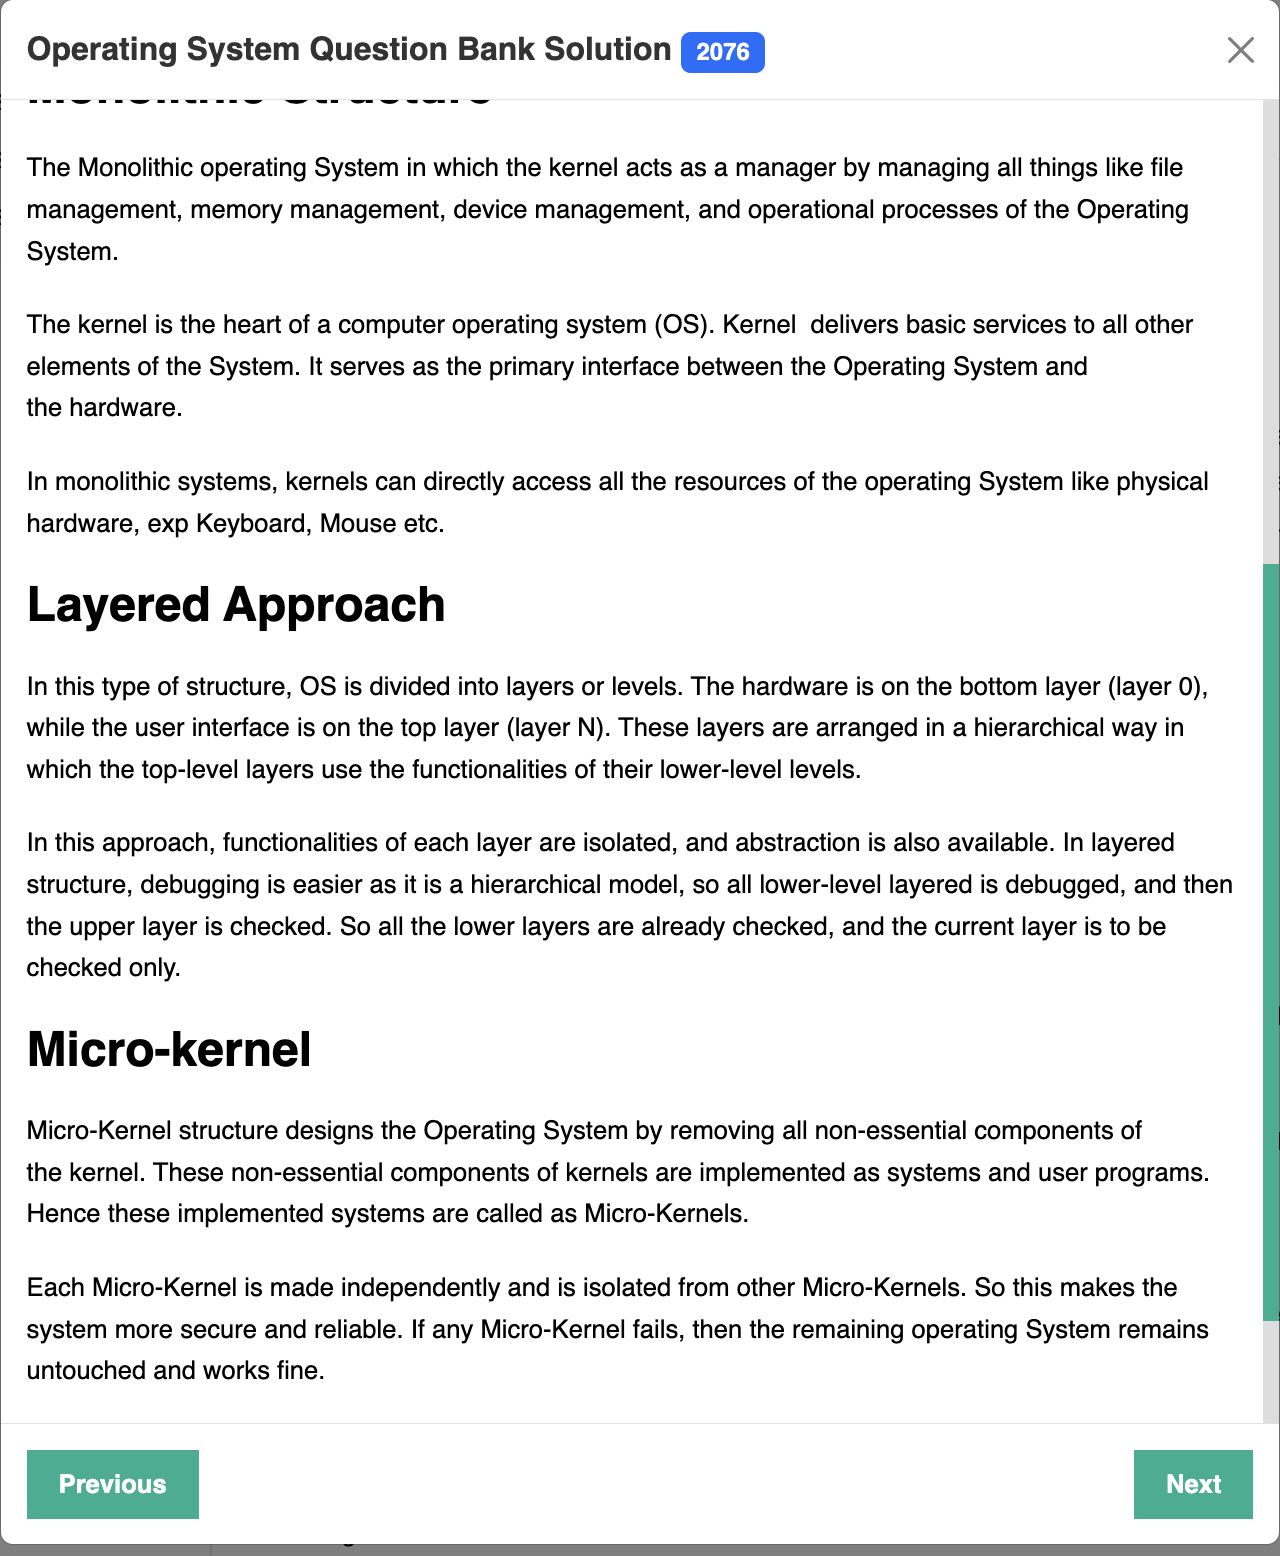 Operating System Question Bank Solution 2076
Monolithic Structure
The Monolithic operating System in which the kernel acts as a manager by managing all things like file
management, memory management, device management, and operational processes of the Operating
System.
The kernel is the heart of a computer operating system (OS). Kernel  delivers basic services to all other
elements of the System. It serves as the primary interface between the Operating System and
the hardware.
In monolithic systems, kernels can directly access all the resources of the operating System like physical
hardware, exp Keyboard, Mouse etc.
Layered Approach
In this type of structure, OS is divided into layers or levels. The hardware is on the bottom layer (layer 0),
while the user interface is on the top layer (layer N). These layers are arranged in a hierarchical way in
which the top-level layers use the functionalities of their lower-level levels.
In this approach, functionalities of each layer are isolated, and abstraction is also available. In layered
structure, debugging is easier as it is a hierarchical model, so all lower-level layered is debugged, and then
the upper layer is checked. So all the lower layers are already checked, and the current layer is to be
checked only.
Micro-kernel
Micro-Kernel structure designs the Operating System by removing all non-essential components of
the kernel. These non-essential components of kernels are implemented as systems and user programs.
Hence these implemented systems are called as Micro-Kernels.
Each Micro-Kernel is made independently and is isolated from other Micro-Kernels. So this makes the
system more secure and reliable. If any Micro-Kernel fails, then the remaining operating System remains
untouched and works fine.
Previous
Next